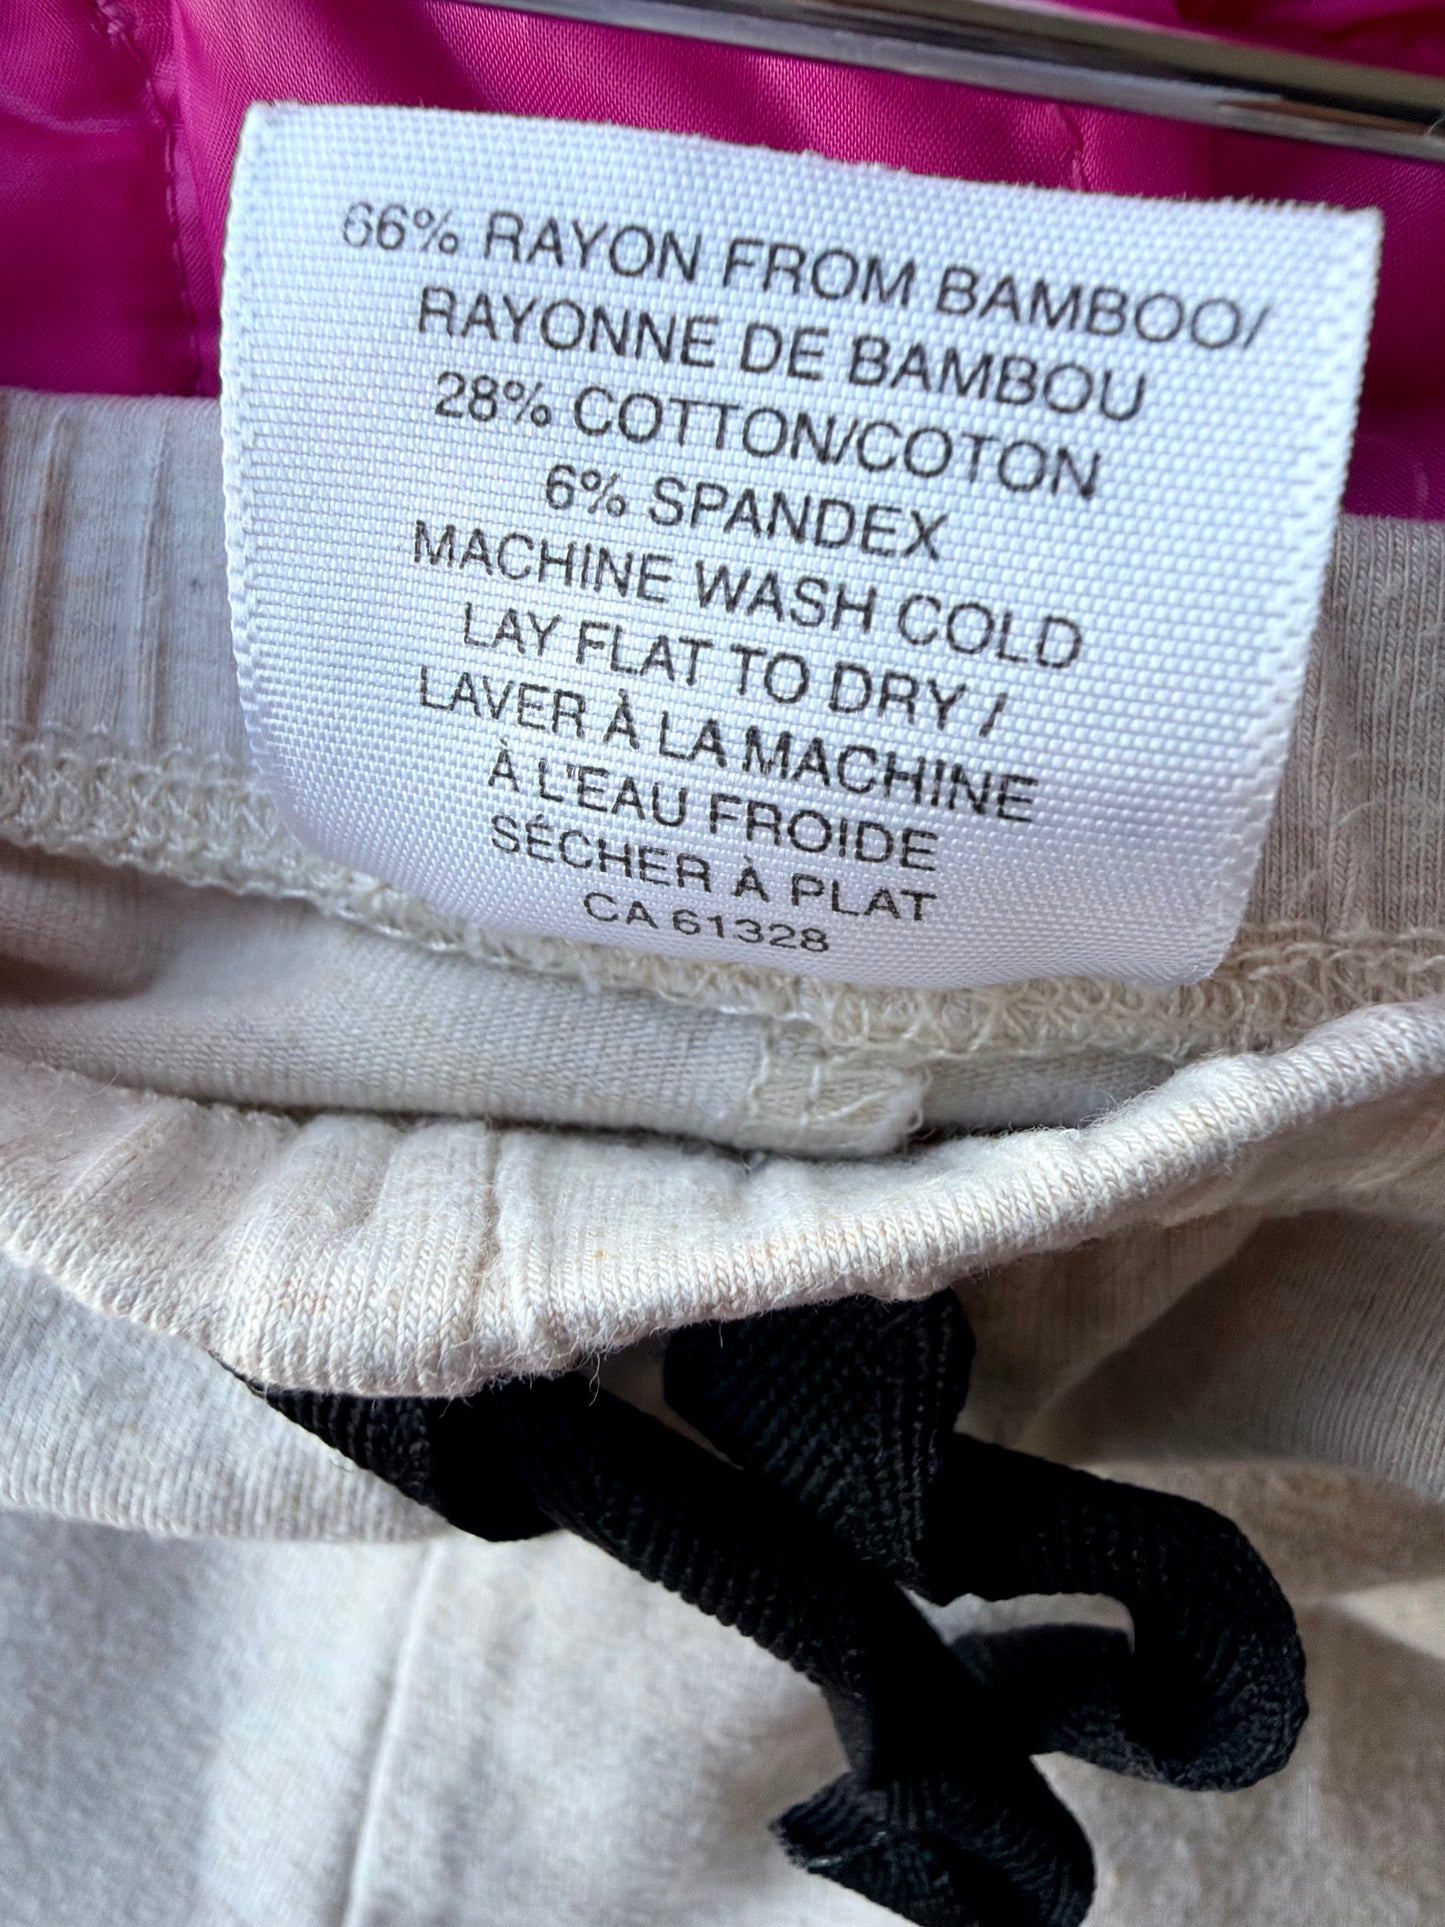 66% RAYON FROM BAMBOO/
RAYONNE DE BAMBOU
28% COTTON/COTON
6% SPANDEX
MACHINE WASH COLD
LAY FLAT TO DRY /
LAVER À LA MACHINE
À L'EAU FROIDE
SÉCHER À PLAT
CA 61328